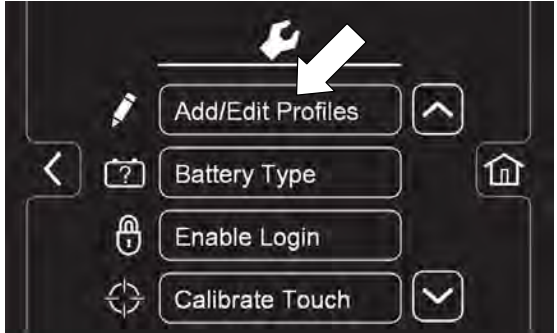 Add/Edit Profiles
?
Battery Type
Enable Login
Calibrate Touch